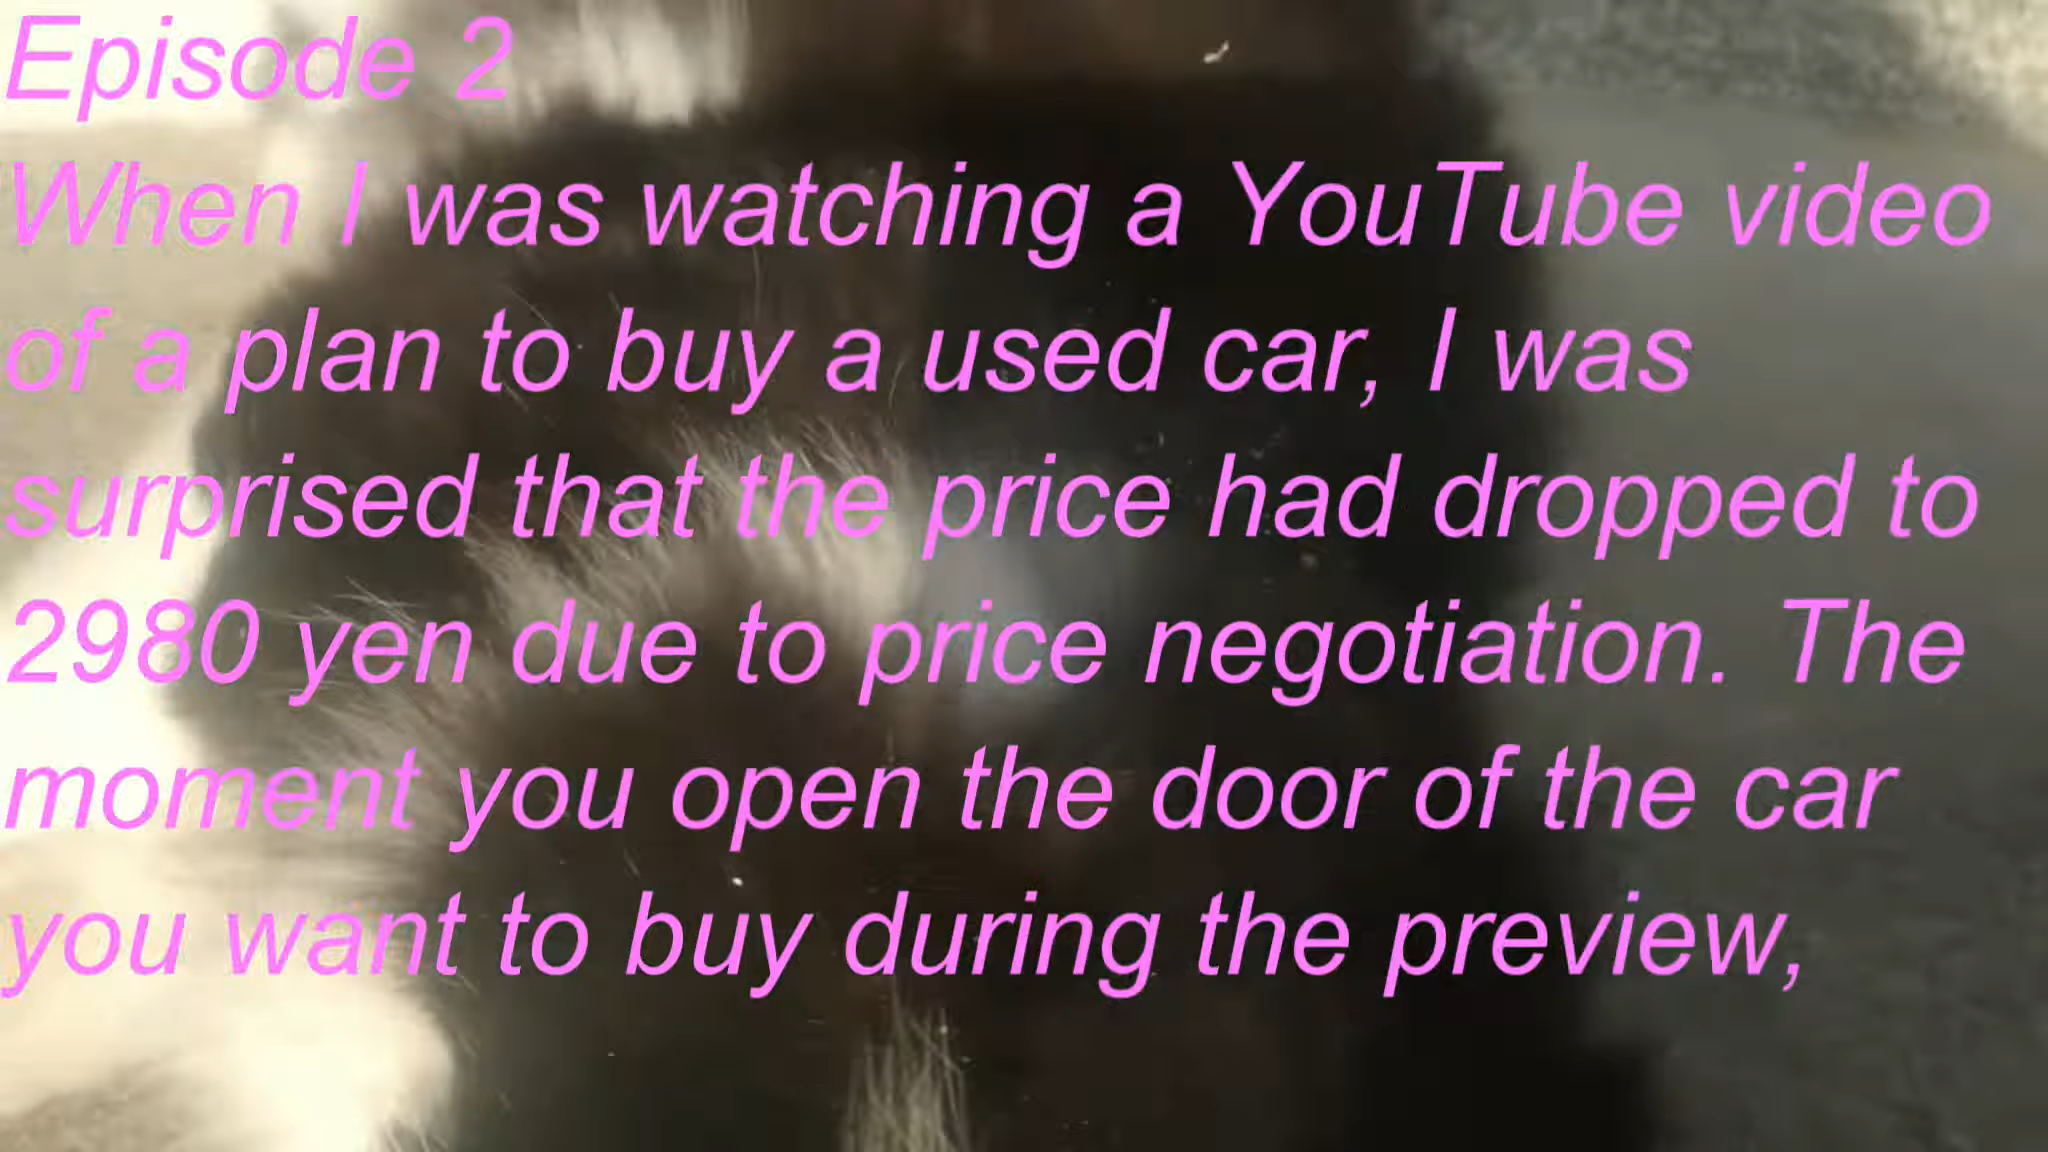 Episode 2
When I was watching a YouTube video
of a plan to buy a used car, I was
surprised that the price had dropped to
2980 yen due to price negotiation. The
moment you open the door of the car
you want to buy during the preview,